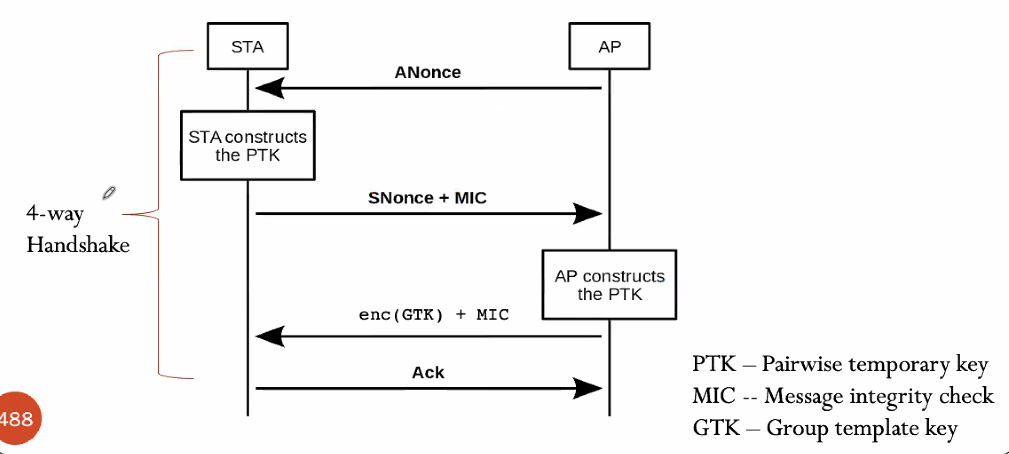 STA
AP
ANonce
STA constructs
the PTK
SNonce + MIC
4-way
Handshake
AP constructs
the PTK
enc(GTK) + MIC
Ack
PTK – Pairwise temporary key
MIC -- Message integrity check
GTK – Group template key
488